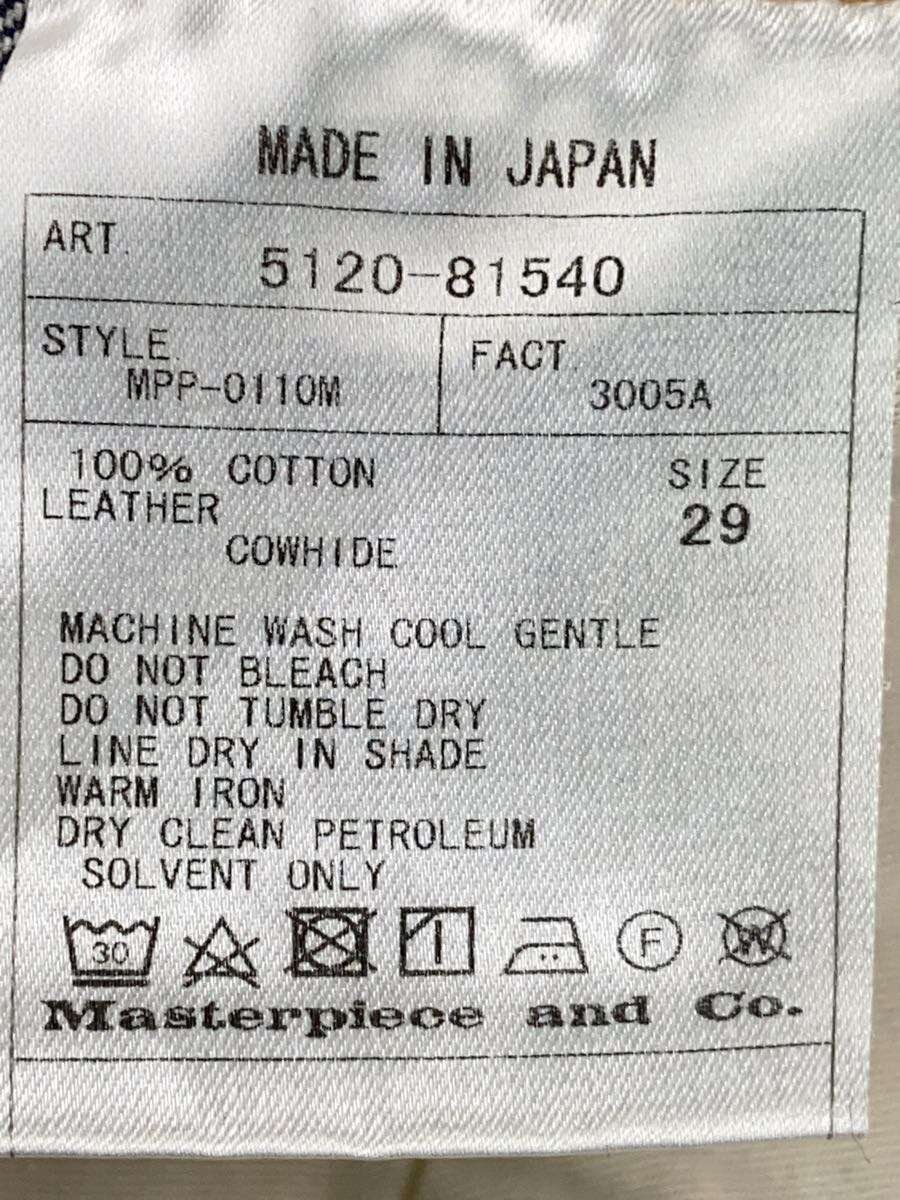 MADE IN JAPAN
ART. 5120-81540
STYLE. MPP-0110M
FACT. 3005A
100% COTTON
LEATHER
COWHIDE
SIZE
29
MACHINE WASH COOL GENTLE
DO NOT BLEACH
DO NOT TUMBLE DRY
LINE DRY IN SHADE
WARM IRON
DRY CLEAN PETROLEUM
SOLVENT ONLY
30 F W
Masterpiece and Co.